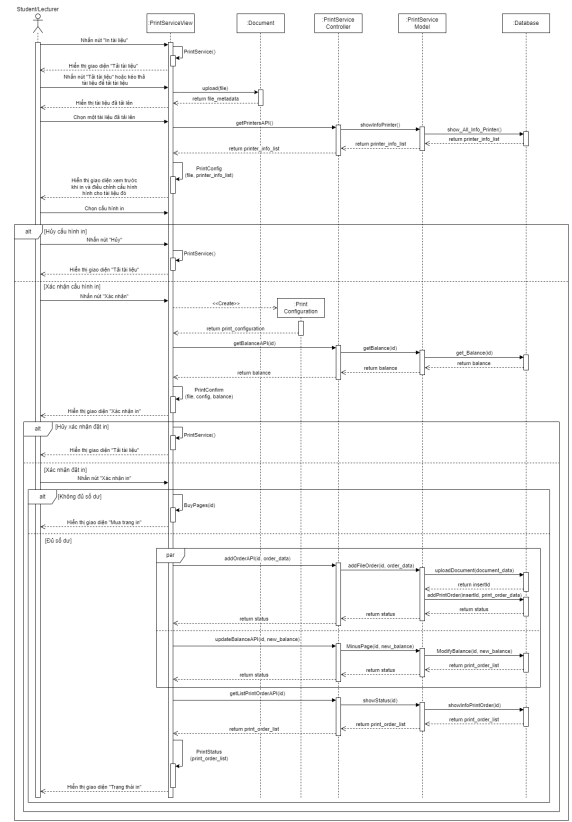 Student/Lecturer
:PrintServiceView
:Document
:PrintService
Controller
:PrintService
Model
:Database
Nhấn nút "In tài liệu"
PrintService()
Hiển thị giao diện "Tải tài liệu"
Nhấn nút "Tải tài liệu" hoặc kéo thả
tài liệu để tải tài liệu
upload(file)
return file_metadata
Hiển thị tài liệu đã tải lên
Chọn một tài liệu đã tải lên
getPrintersAPI()
showInfoPrinter()
show_All_Info_Printer()
return printer_info_list
return printer_info_list
return printer_info_list
PrintConfig
(file, printer_info_list)
Hiển thị giao diện xem trước
khi in và điều chỉnh cấu hình
hình cho tài liệu đó
Chọn cấu hình in
alt
[Hủy cấu hình in]
Nhấn nút "Hủy"
PrintService()
Hiển thị giao diện "Tải tài liệu"
[Xác nhận cấu hình in]
Nhấn nút "Xác nhận"
<<Create>>
Print
Configuration
return print_configuration
getBalanceAPI(id)
getBalance(id)
get_Balance(id)
return balance
return balance
return balance
PrintConfirm
(file, config, balance)
Hiển thị giao diện "Xác nhận in"
alt
[Hủy xác nhận đặt in]
PrintService()
Hiển thị giao diện "Tải tài liệu"
[Xác nhận đặt in]
Nhấn nút "Xác nhận in"
alt
[Không đủ số dư]
BuyPages(id)
Hiển thị giao diện "Mua trang in"
[Đủ số dư]
par
addOrderAPI(id, order_data)
addFileOrder(id, order_data)
uploadDocument(document_data)
return insertId
addPrintOrder(insertId, print_order_data)
return status
return status
return status
updateBalanceAPI(id, new_balance)
MinusPage(id, new_balance)
ModifyBalance(id, new_balance)
return print_order_list
return status
return status
getListPrintOrderAPI(id)
showStatus(id)
showInfoPrintOrder(id)
return print_order_list
return print_order_list
return print_order_list
PrintStatus
(print_order_list)
Hiển thị giao diện "Trạng thái in"